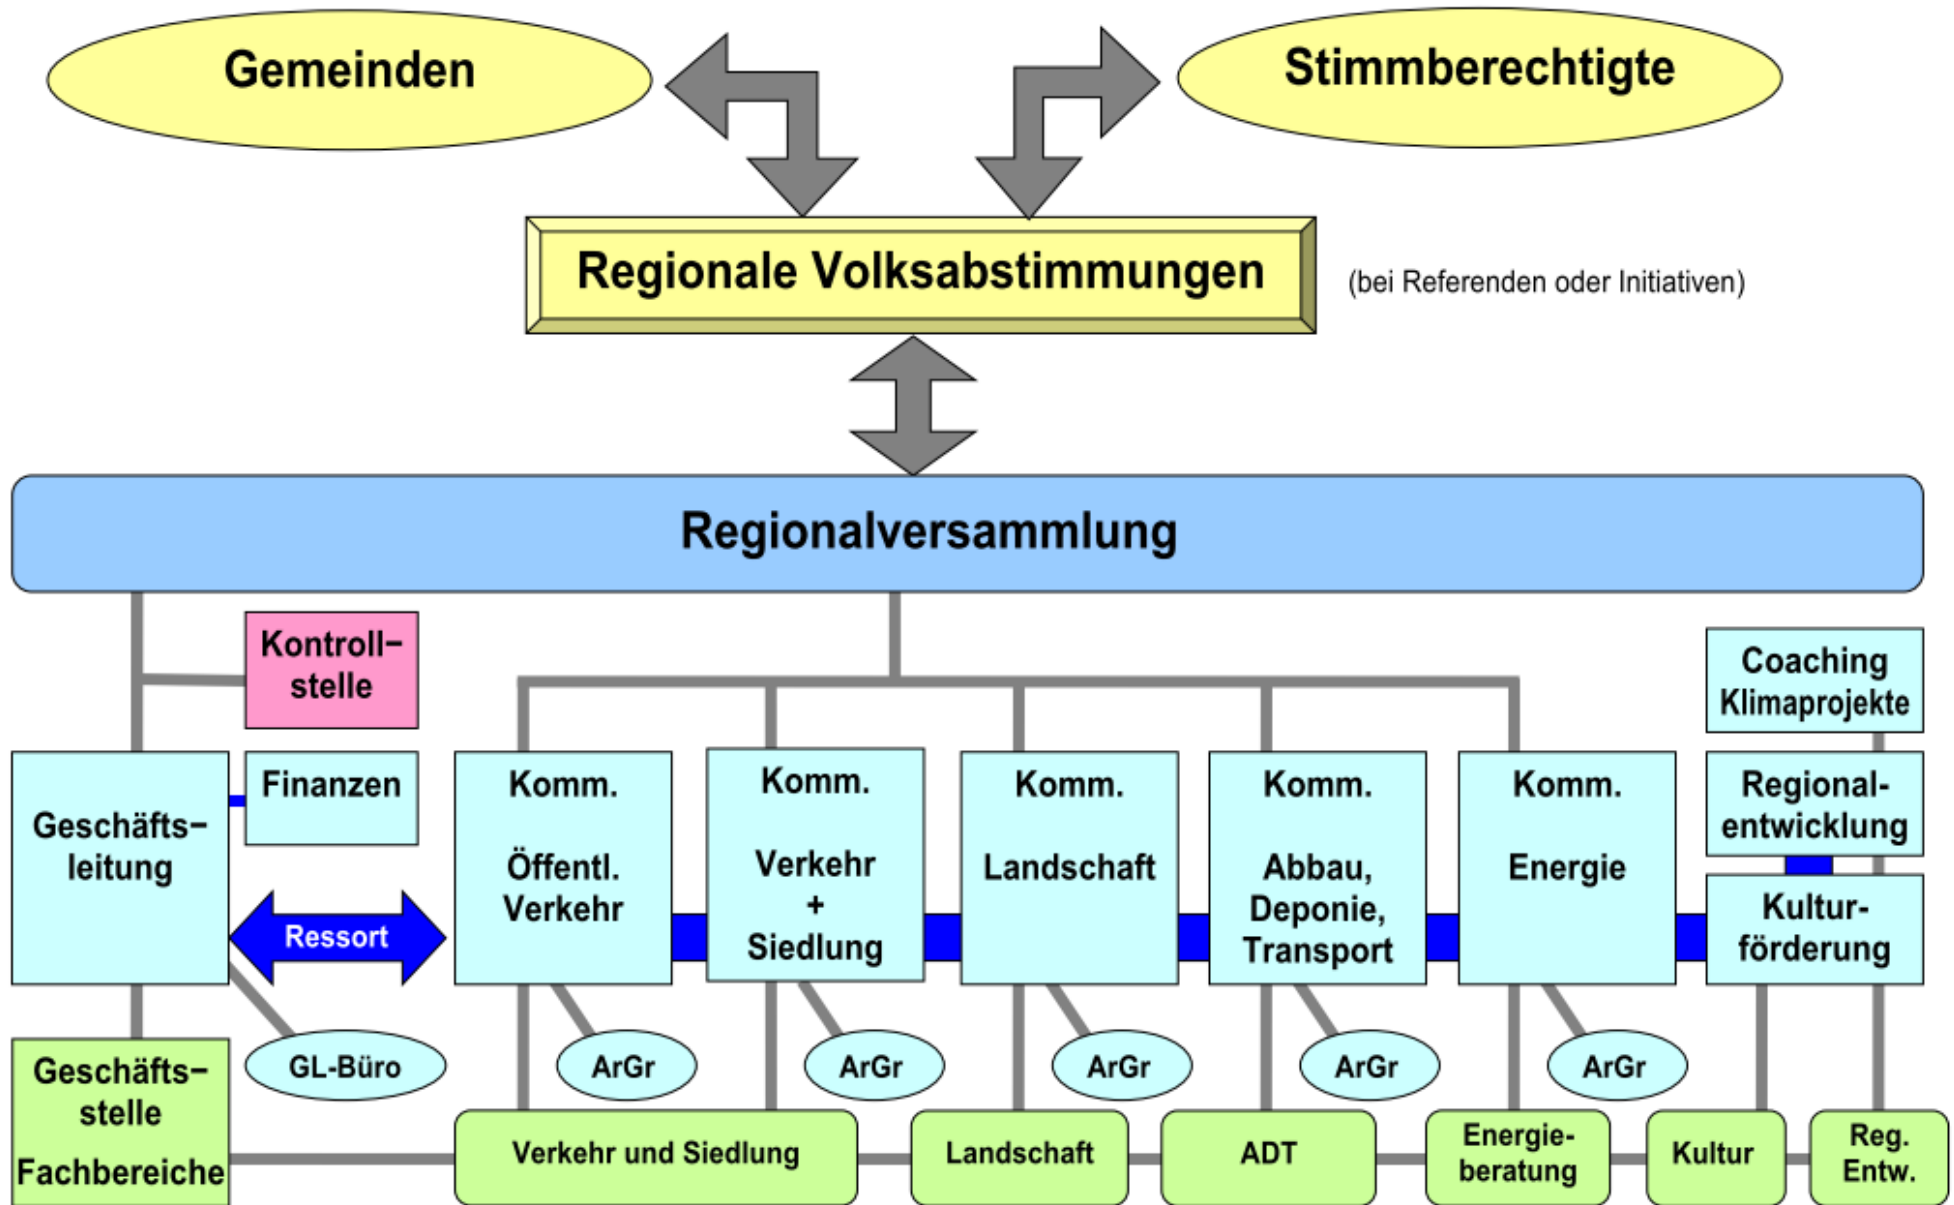 Gemeinden
Stimmberechtigte
Regionale Volksabstimmungen
(bei Referenden oder Initiativen)
Regionalversammlung
Kontroll–
stelle
Coaching
Klimaprojekte
Geschäfts–
leitung
Finanzen
Komm.
Öffentl.
Verkehr
Komm.
Verkehr
+
Siedlung
Komm.
Landschaft
Komm.
Abbau,
Deponie,
Transport
Komm.
Energie
Regional-
entwicklung
Kultur-
förderung
Ressort
GL-Büro
ArGr
ArGr
ArGr
ArGr
ArGr
Geschäfts–
stelle
Fachbereiche
Verkehr und Siedlung
Landschaft
ADT
Energie-
beratung
Kultur
Reg.
Entw.